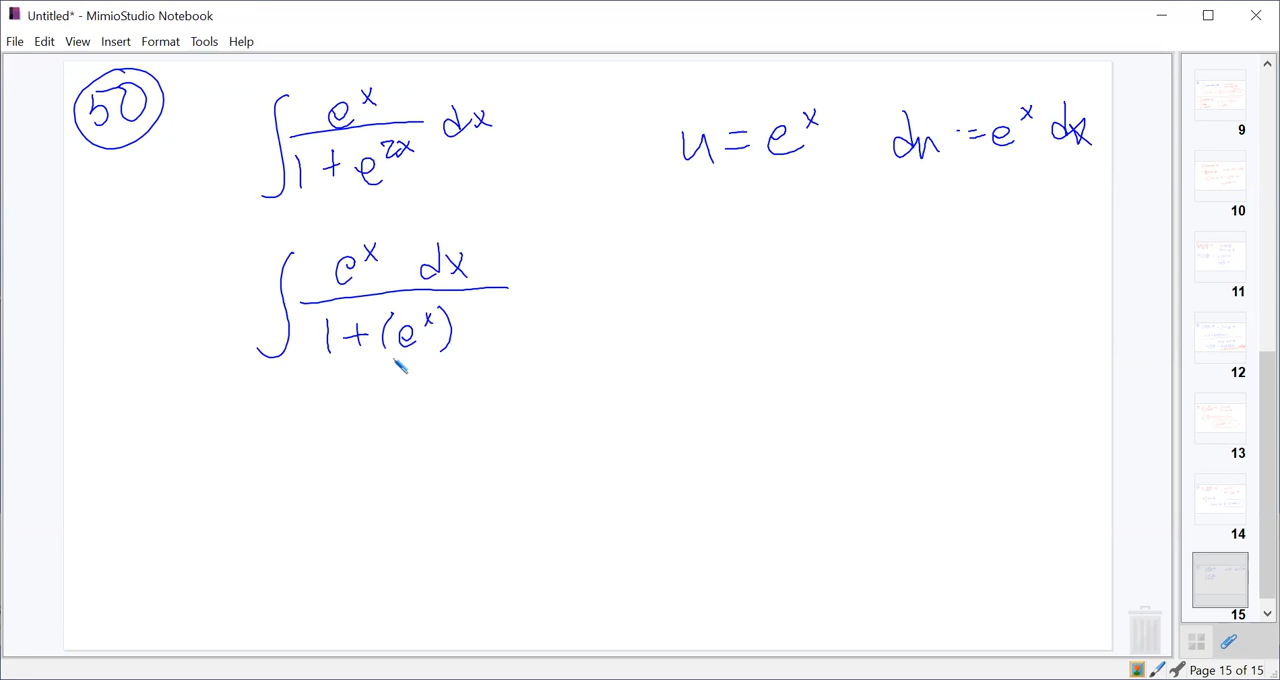 Untitled* - MimioStudio Notebook
File Edit View Insert Format Tools Help
50
∫ e^x / (1 + e^{2x}) dx    u = e^x    du = e^x dx
∫ e^x dx / (1 + (e^x))
9
10
11
12
13
14
15
Page 15 of 15